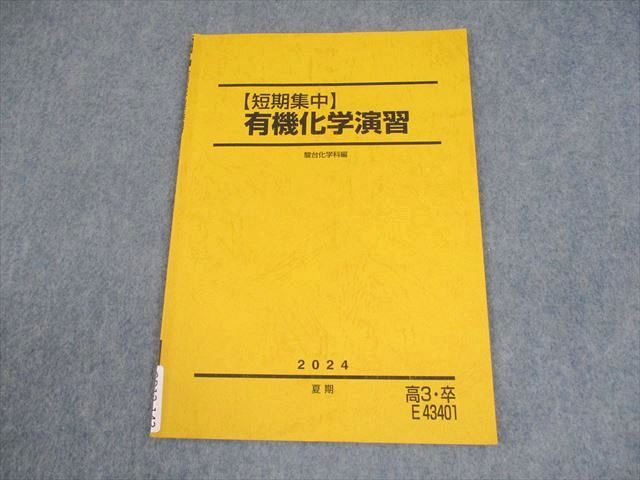 【短期集中】
有機化学演習
駿台化学科編
2024
夏期
高3・卒
E43401